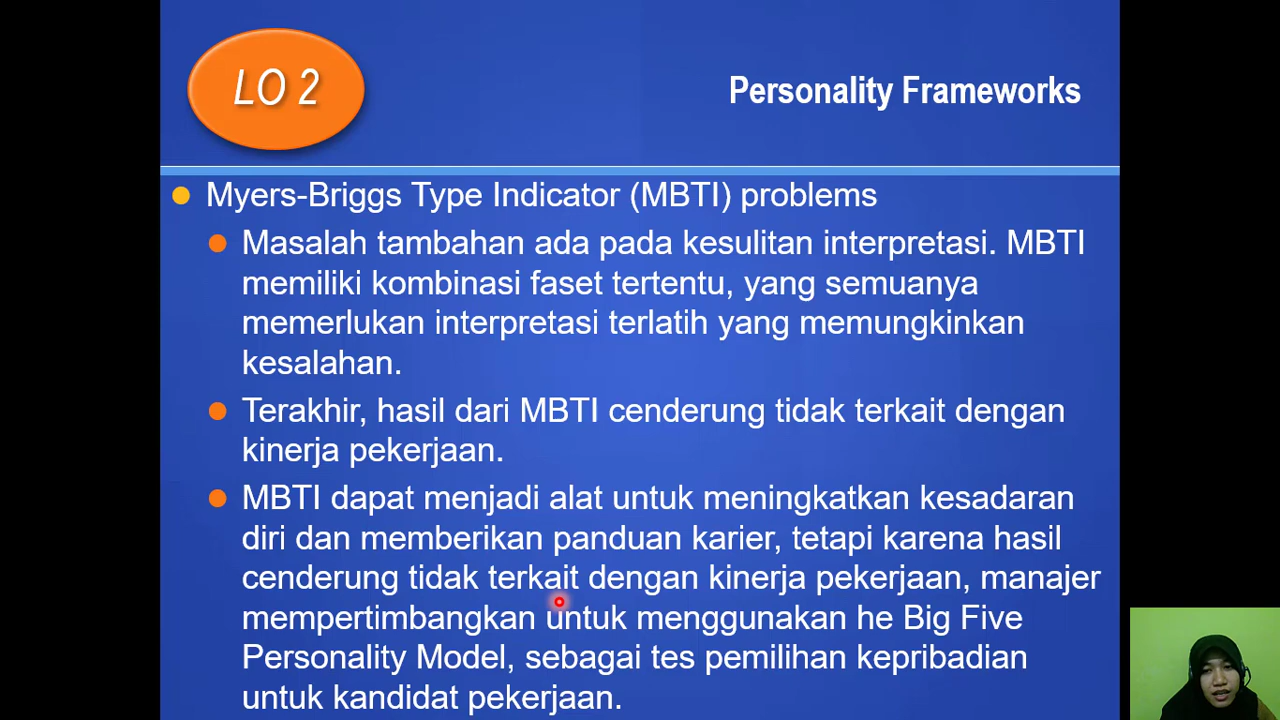 LO 2
Personality Frameworks
Myers-Briggs Type Indicator (MBTI) problems
Masalah tambahan ada pada kesulitan interpretasi. MBTI
memiliki kombinasi faset tertentu, yang semuanya
memerlukan interpretasi terlatih yang memungkinkan
kesalahan.
Terakhir, hasil dari MBTI cenderung tidak terkait dengan
kinerja pekerjaan.
MBTI dapat menjadi alat untuk meningkatkan kesadaran
diri dan memberikan panduan karier, tetapi karena hasil
cenderung tidak terkait dengan kinerja pekerjaan, manajer
mempertimbangkan untuk menggunakan he Big Five
Personality Model, sebagai tes pemilihan kepribadian
untuk kandidat pekerjaan.